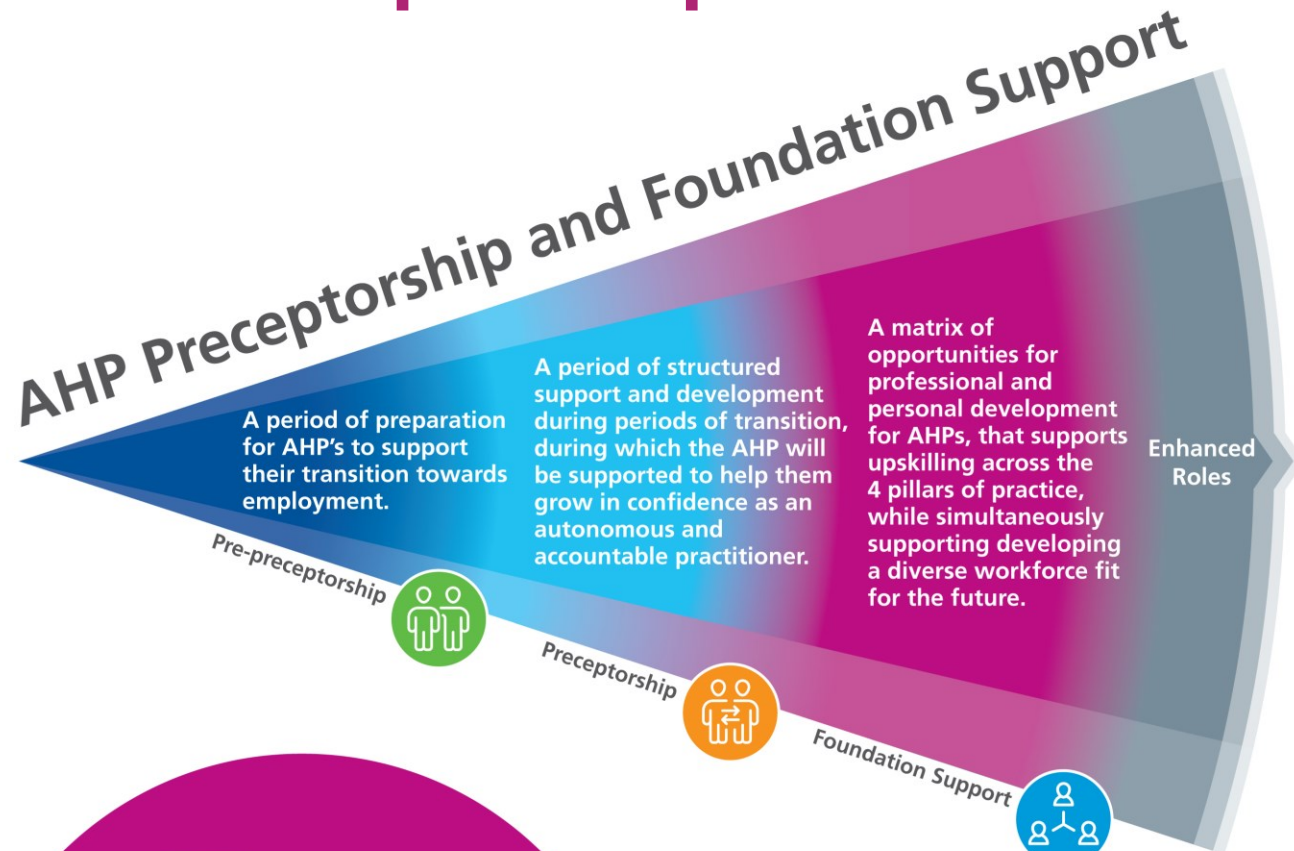 AHP Preceptorship and Foundation Support
A period of preparation
for AHP's to support
their transition towards
employment.
A period of structured
support and development
during periods of transition,
during which the AHP will
be supported to help them
grow in confidence as an
autonomous and
accountable practitioner.
A matrix of
opportunities for
professional and
personal development
for AHPs, that supports
upskilling across the
4 pillars of practice,
while simultaneously
supporting developing
a diverse workforce fit
for the future.
Enhanced
Roles
Pre-preceptorship
Preceptorship
Foundation Support